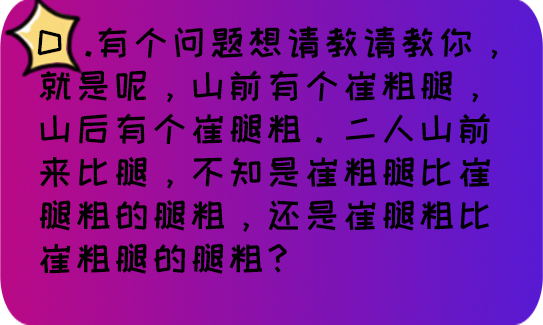 口.有个问题想请教请教你，
就是呢，山前有个崔粗腿，
山后有个崔腿粗。二人山前
来比腿，不知是崔粗腿比崔
腿粗的腿粗，还是崔腿粗比
崔粗腿的腿粗？